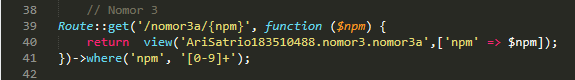 38 // Nomor 3
39 Route::get('/nomor3a/{npm}', function ($npm) {
40 return view('AriSatrio183510488.nomor3.nomor3a',['npm' => $npm]);
41 })->where('npm', '[0-9]+');
42